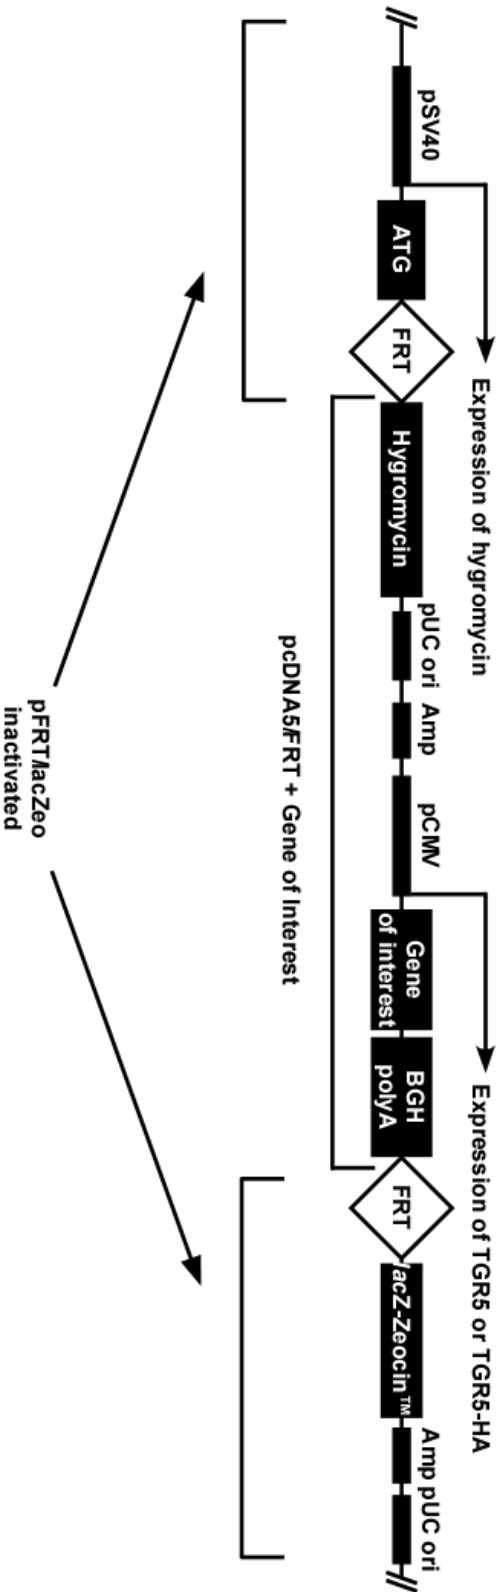 Expression of hygromycin
Expression of TGR5 or TGR5-HA
pSV40
pUC ori
Amp
pCMV
Amp
pUC ori
ATG
FRT
Hygromycin
Gene
of interest
BGH
polyA
FRT
lacZ-Zeocin™
pcDNA5/FRT + Gene of Interest
pFRT/lacZeo
inactivated